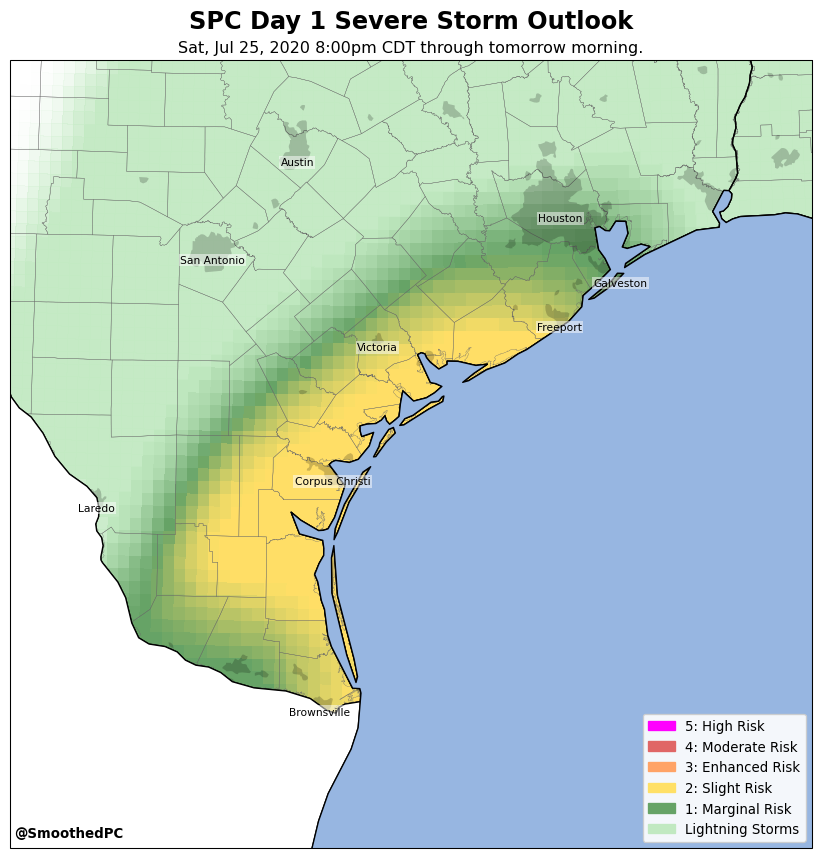 SPC Day 1 Severe Storm Outlook
Sat, Jul 25, 2020 8:00pm CDT through tomorrow morning.
Austin
Houston
San Antonio
Galveston
Freeport
Victoria
Corpus Christi
Laredo
Brownsville
5: High Risk
4: Moderate Risk
3: Enhanced Risk
2: Slight Risk
1: Marginal Risk
Lightning Storms
@SmoothedPC